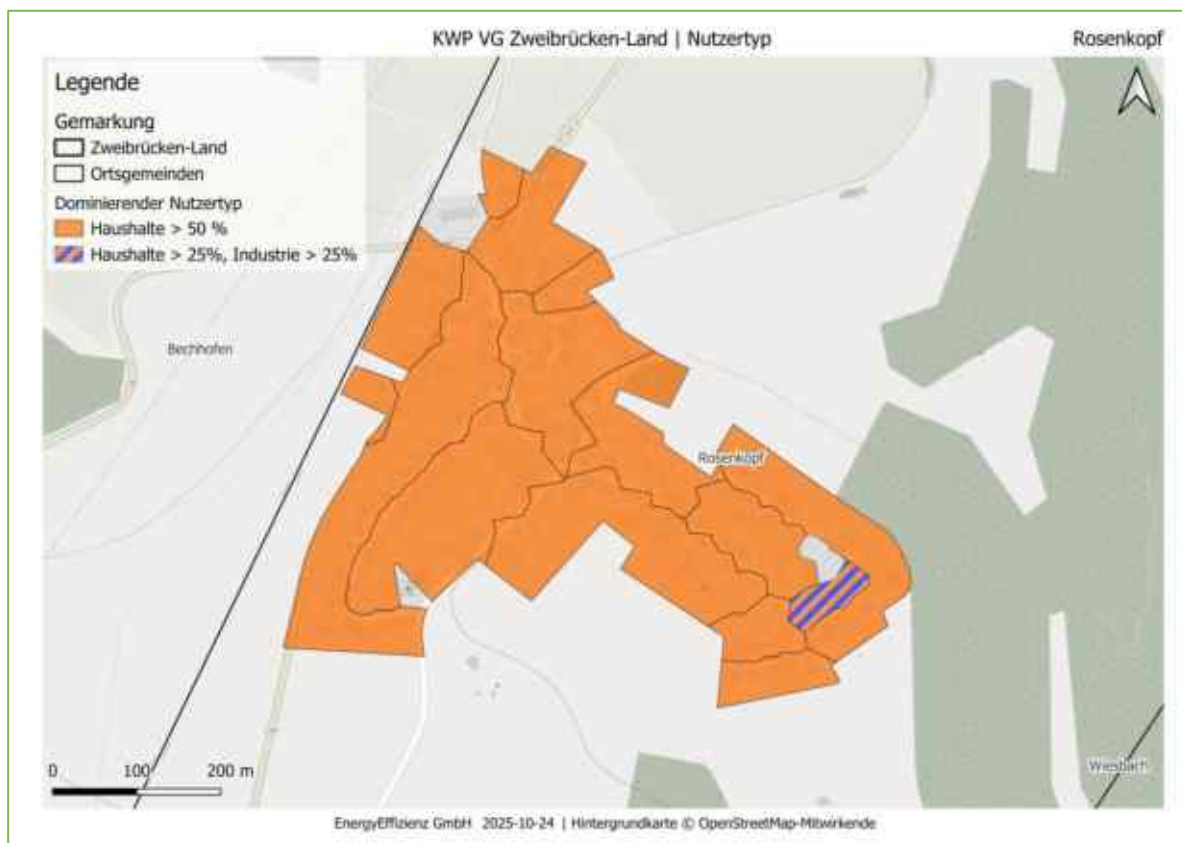 KWP VG Zweibrücken-Land | Nutzertyp
Rosenkopf
Legende
Gemarkung
Zweibrücken-Land
Ortsgemeinden
Dominierender Nutzertyp
Haushalte > 50 %
Haushalte > 25%, Industrie > 25%
Bechhofen
Rosenkopf
Wiesbach
0 100 200 m
EnergyEffizienz GmbH 2025-10-24 | Hintergrundkarte © OpenStreetMap-Mitwirkende